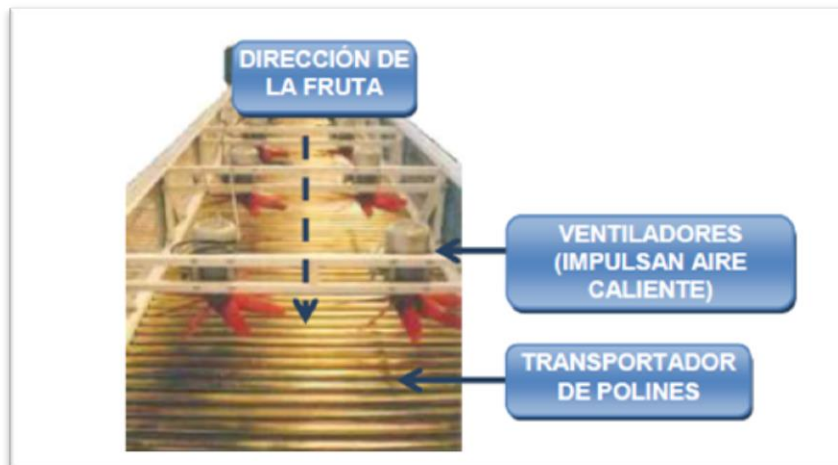 DIRECCIÓN DE
LA FRUTA
VENTILADORES
(IMPULSAN AIRE
CALIENTE)
TRANSPORTADOR
DE POLINES